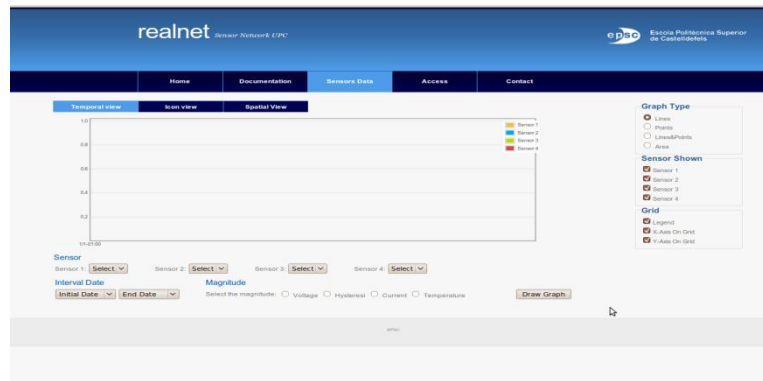 realnet Sensor Network UPC
epsc
Escola Politècnica Superior
de Castelldefels
Home Documentation Sensors Data Access Contact
Temporal view Icon view Spatial View
1.0
0.8
0.6
0.4
0.2
1/1-01:00
Sensor 1
Sensor 2
Sensor 3
Sensor 4
Graph Type
Lines
Points
Lines&Points
Area
Sensor Shown
Sensor 1
Sensor 2
Sensor 3
Sensor 4
Grid
Legend
X-Axis On Grid
Y-Axis On Grid
Sensor
Sensor 1: Select Sensor 2: Select Sensor 3: Select Sensor 4: Select
Interval Date
Initial Date End Date
Magnitude
Select the magnitude: Voltage Hysteresi Current Temperature
Draw Graph